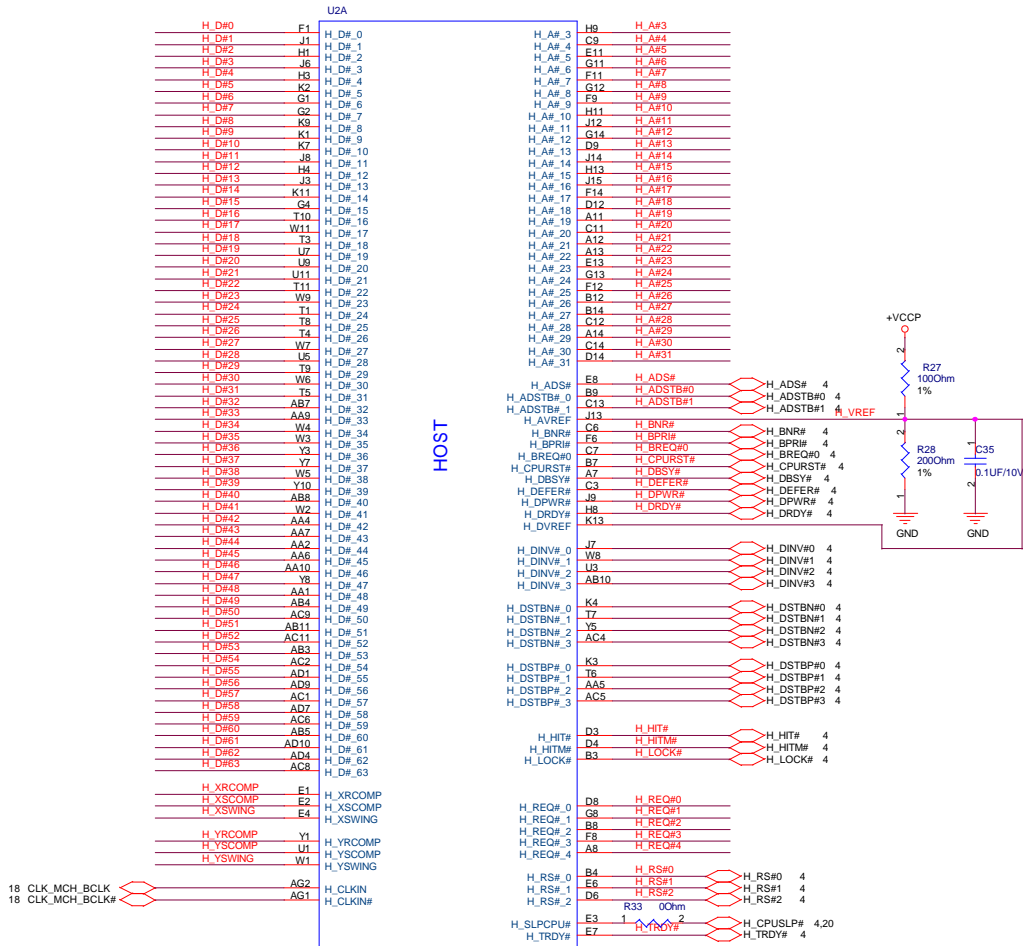 U2A
H_D#0 F1 H_D#_0
H_D#1 J1 H_D#_1
H_D#2 H1 H_D#_2
H_D#3 J6 H_D#_3
H_D#4 H3 H_D#_4
H_D#5 K2 H_D#_5
H_D#6 G1 H_D#_6
H_D#7 G2 H_D#_7
H_D#8 K9 H_D#_8
H_D#9 K1 H_D#_9
H_D#10 K7 H_D#_10
H_D#11 J8 H_D#_11
H_D#12 H4 H_D#_12
H_D#13 J3 H_D#_13
H_D#14 K11 H_D#_14
H_D#15 G4 H_D#_15
H_D#16 T10 H_D#_16
H_D#17 W11 H_D#_17
H_D#18 T3 H_D#_18
H_D#19 U7 H_D#_19
H_D#20 U9 H_D#_20
H_D#21 U11 H_D#_21
H_D#22 T11 H_D#_22
H_D#23 W9 H_D#_23
H_D#24 T1 H_D#_24
H_D#25 T8 H_D#_25
H_D#26 T4 H_D#_26
H_D#27 W7 H_D#_27
H_D#28 U5 H_D#_28
H_D#29 T9 H_D#_29
H_D#30 W6 H_D#_30
H_D#31 T5 H_D#_31
H_D#32 AB7 H_D#_32
H_D#33 AA9 H_D#_33
H_D#34 W4 H_D#_34
H_D#35 W3 H_D#_35
H_D#36 Y3 H_D#_36
H_D#37 Y7 H_D#_37
H_D#38 W5 H_D#_38
H_D#39 Y10 H_D#_39
H_D#40 AB8 H_D#_40
H_D#41 W2 H_D#_41
H_D#42 AA4 H_D#_42
H_D#43 AA7 H_D#_43
H_D#44 AA2 H_D#_44
H_D#45 AA6 H_D#_45
H_D#46 AA10 H_D#_46
H_D#47 Y8 H_D#_47
H_D#48 AA1 H_D#_48
H_D#49 AB4 H_D#_49
H_D#50 AC9 H_D#_50
H_D#51 AB11 H_D#_51
H_D#52 AC11 H_D#_52
H_D#53 AB3 H_D#_53
H_D#54 AC2 H_D#_54
H_D#55 AD1 H_D#_55
H_D#56 AD9 H_D#_56
H_D#57 AC1 H_D#_57
H_D#58 AD7 H_D#_58
H_D#59 AC6 H_D#_59
H_D#60 AB5 H_D#_60
H_D#61 AD10 H_D#_61
H_D#62 AD4 H_D#_62
H_D#63 AC8 H_D#_63
H_XRCOMP E1 H_XRCOMP
H_XSCOMP E2 H_XSCOMP
H_XSWING E4 H_XSWING
H_YRCOMP Y1 H_YRCOMP
H_YSCOMP U1 H_YSCOMP
H_YSWING W1 H_YSWING
18 CLK_MCH_BCLK AG2 H_CLKIN
18 CLK_MCH_BCLK# AG1 H_CLKIN#
HOST
H_A#_3 H9 H_A#3
H_A#_4 C9 H_A#4
H_A#_5 E11 H_A#5
H_A#_6 G11 H_A#6
H_A#_7 F11 H_A#7
H_A#_8 G12 H_A#8
H_A#_9 F9 H_A#9
H_A#_10 H11 H_A#10
H_A#_11 J12 H_A#11
H_A#_12 G14 H_A#12
H_A#_13 D9 H_A#13
H_A#_14 J14 H_A#14
H_A#_15 H13 H_A#15
H_A#_16 J15 H_A#16
H_A#_17 F14 H_A#17
H_A#_18 D12 H_A#18
H_A#_19 A11 H_A#19
H_A#_20 C11 H_A#20
H_A#_21 A12 H_A#21
H_A#_22 A13 H_A#22
H_A#_23 E13 H_A#23
H_A#_24 G13 H_A#24
H_A#_25 F12 H_A#25
H_A#_26 B12 H_A#26
H_A#_27 B14 H_A#27
H_A#_28 C12 H_A#28
H_A#_29 A14 H_A#29
H_A#_30 C14 H_A#30
H_A#_31 D14 H_A#31
H_ADS# E8 H_ADS# H_ADS# 4
H_ADSTB#_0 B9 H_ADSTB#0 H_ADSTB#0 4
H_ADSTB#_1 C13 H_ADSTB#1 H_ADSTB#1 4
H_AVREF J13 H_VREF
H_BNR# C6 H_BNR# H_BNR# 4
H_BPRI# F6 H_BPRI# H_BPRI# 4
H_BREQ#0 C7 H_BREQ#0 H_BREQ#0 4
H_CPURST# B7 H_CPURST# H_CPURST# 4
H_DBSY# A7 H_DBSY# H_DBSY# 4
H_DEFER# C3 H_DEFER# H_DEFER# 4
H_DPWR# J9 H_DPWR# H_DPWR# 4
H_DRDY# H8 H_DRDY# H_DRDY# 4
H_DVREF K13
H_DINV#_0 J7 H_DINV#0 4
H_DINV#_1 W8 H_DINV#1 4
H_DINV#_2 U3 H_DINV#2 4
H_DINV#_3 AB10 H_DINV#3 4
H_DSTBN#_0 K4 H_DSTBN#0 4
H_DSTBN#_1 T7 H_DSTBN#1 4
H_DSTBN#_2 Y5 H_DSTBN#2 4
H_DSTBN#_3 AC4 H_DSTBN#3 4
H_DSTBP#_0 K3 H_DSTBP#0 4
H_DSTBP#_1 T6 H_DSTBP#1 4
H_DSTBP#_2 AA5 H_DSTBP#2 4
H_DSTBP#_3 AC5 H_DSTBP#3 4
H_HIT# D3 H_HIT# H_HIT# 4
H_HITM# D4 H_HITM# H_HITM# 4
H_LOCK# B3 H_LOCK# H_LOCK# 4
H_REQ#_0 D8 H_REQ#0
H_REQ#_1 G8 H_REQ#1
H_REQ#_2 B8 H_REQ#2
H_REQ#_3 F8 H_REQ#3
H_REQ#_4 A8 H_REQ#4
H_RS#_0 B4 H_RS#0 H_RS#0 4
H_RS#_1 E6 H_RS#1 H_RS#1 4
H_RS#_2 D6 H_RS#2 H_RS#2 4
R33 0Ohm
H_SLPCPU# E3 1 2 H_CPUSLP# 4,20
H_TRDY# E7 H_TRDY# H_TRDY# 4
+VCCP
2
R27
100Ohm
1%
1
2
R28
200Ohm
1%
1
GND
1
C35
0.1UF/10V
2
GND